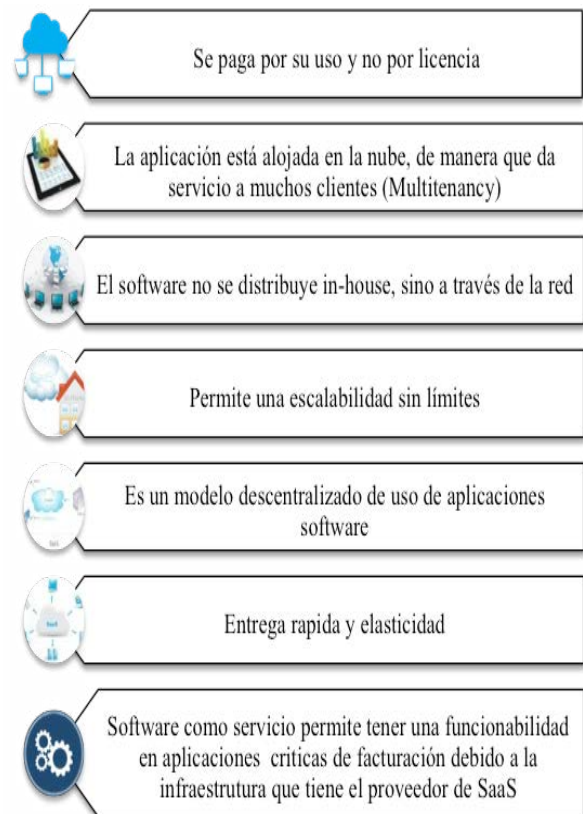 Se paga por su uso y no por licencia
La aplicación está alojada en la nube, de manera que da
servicio a muchos clientes (Multitenancy)
El software no se distribuye in-house, sino a través de la red
Permite una escalabilidad sin límites
Es un modelo descentralizado de uso de aplicaciones
software
Entrega rapida y elasticidad
Software como servicio permite tener una funcionabilidad
en aplicaciones criticas de facturación debido a la
infraestrutura que tiene el proveedor de SaaS